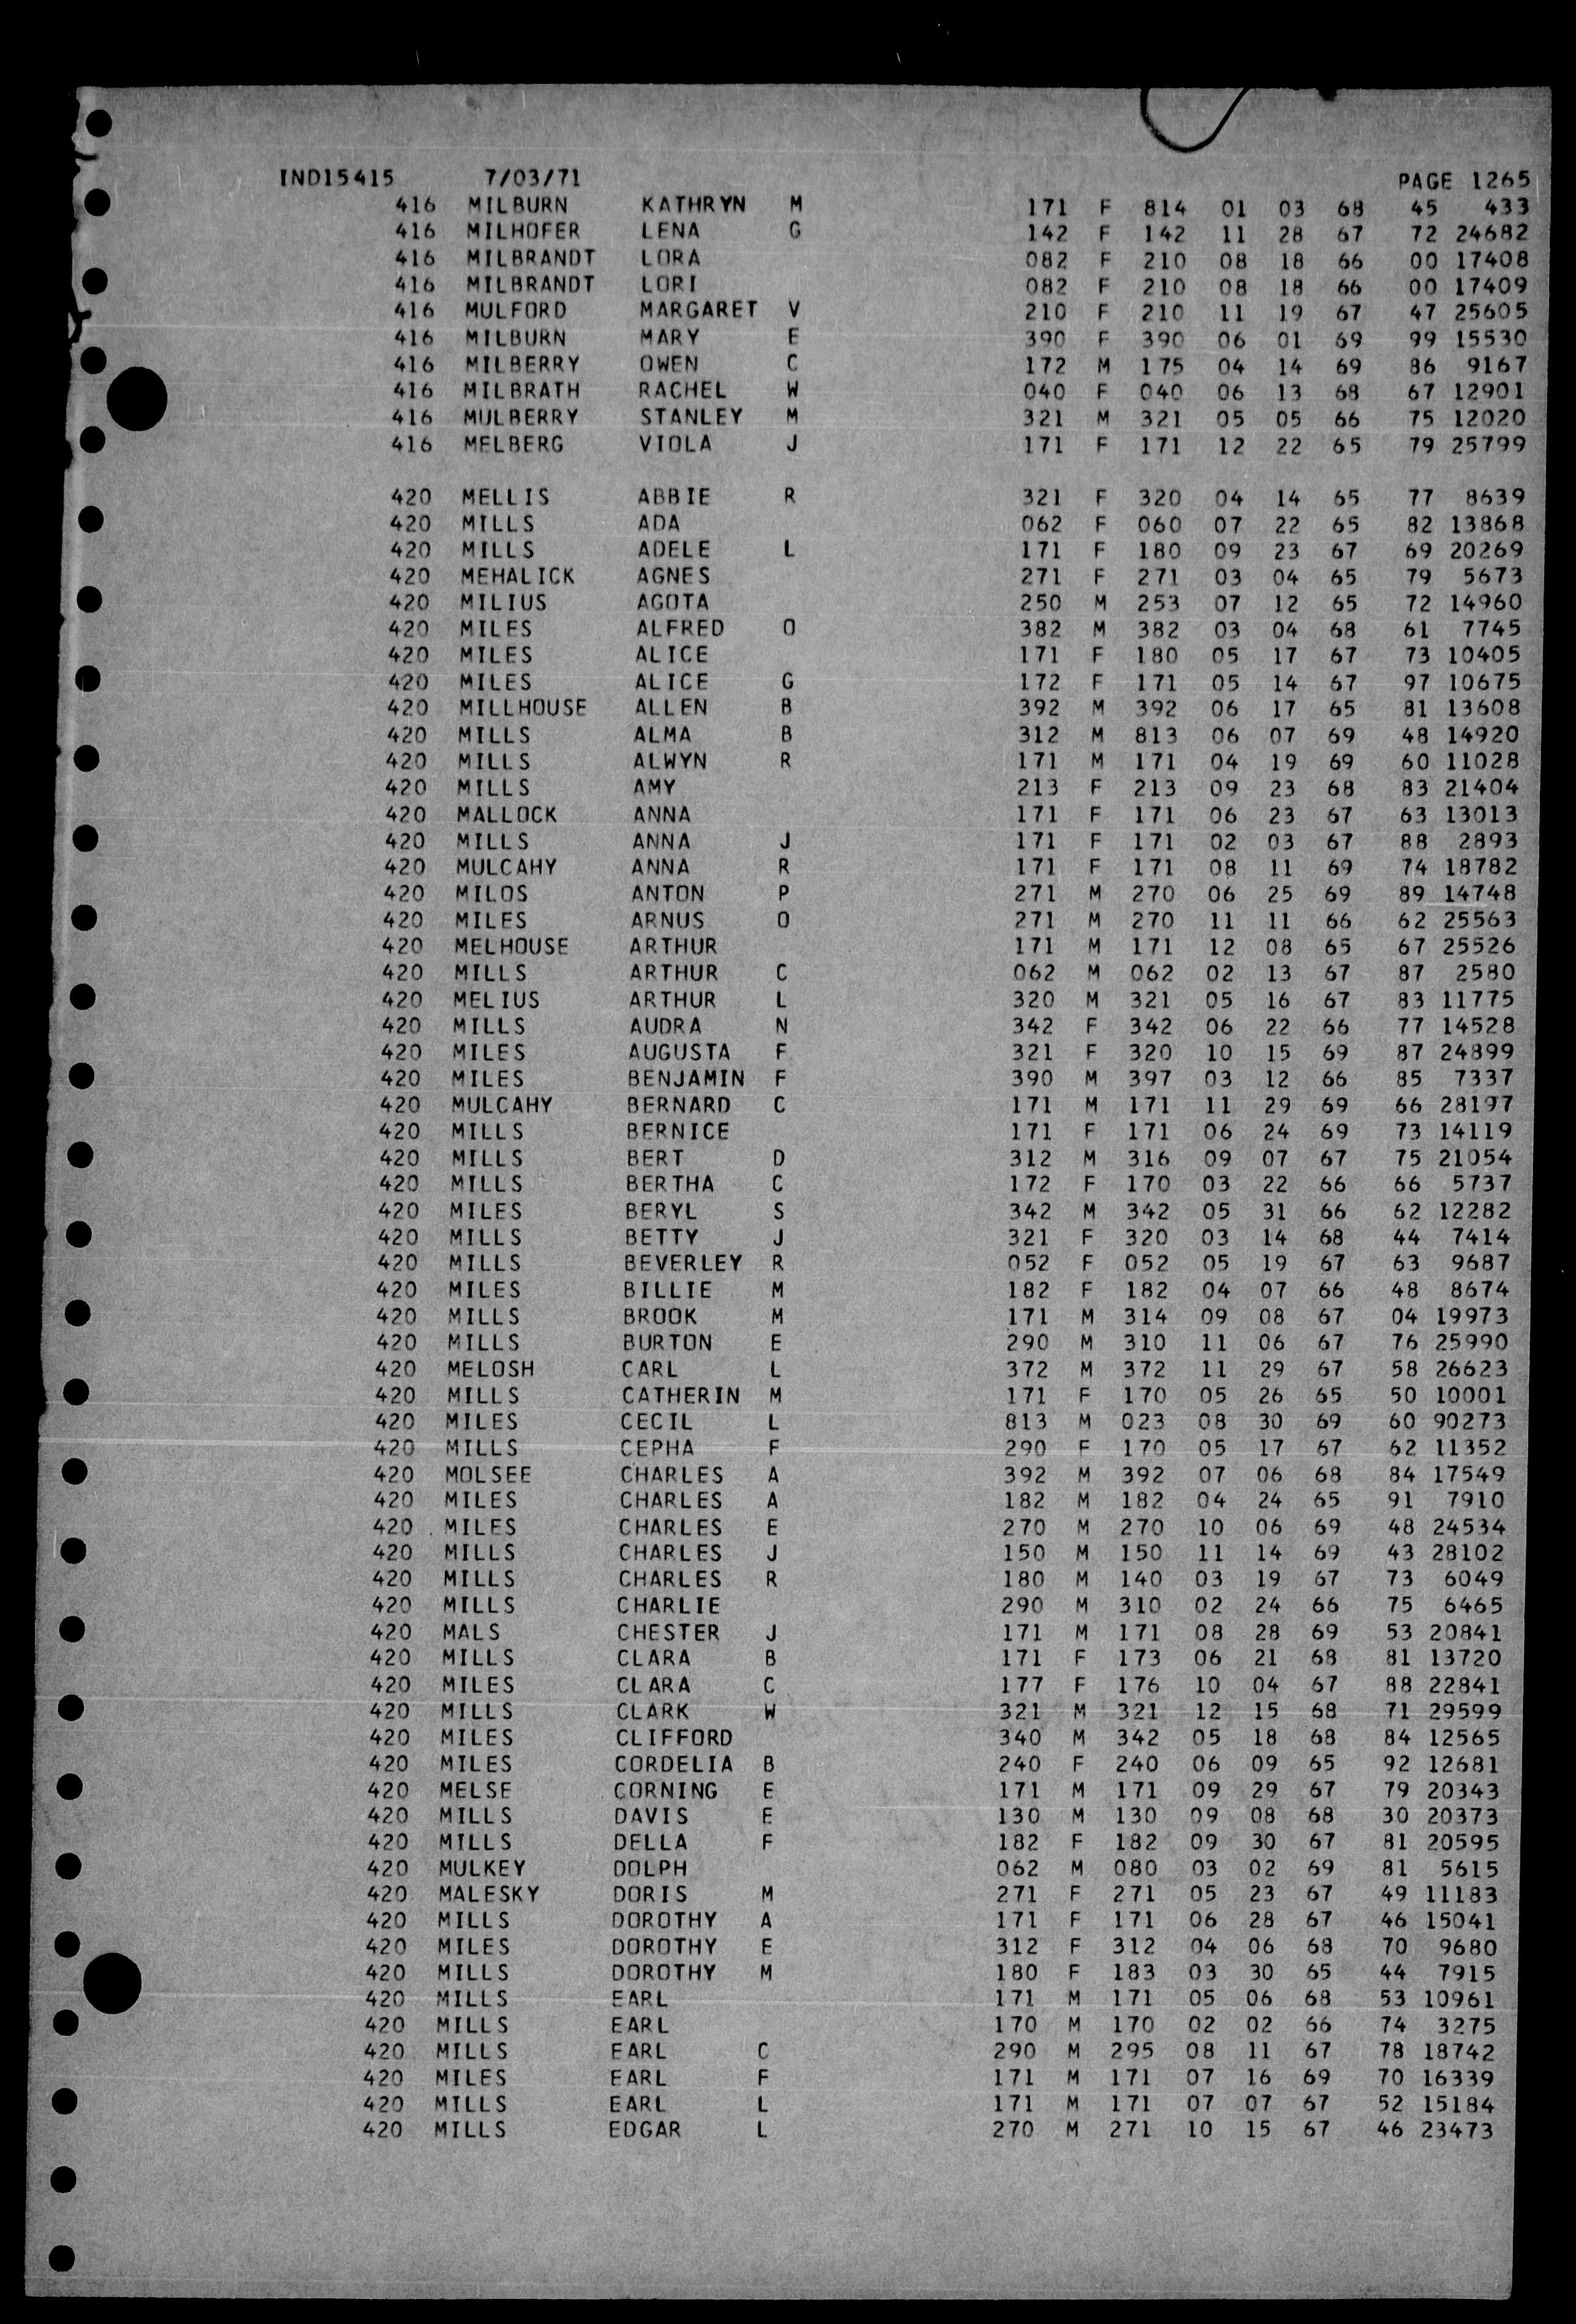 IND15415 7/03/71 PAGE 1265
416 MILBURN KATHRYN M 171 F 814 01 03 68 45 433
416 MILHOFER LENA G 142 F 142 11 28 67 72 24682
416 MILBRANDT LORA 082 F 210 08 18 66 00 17408
416 MILBRANDT LORI 082 F 210 08 18 66 00 17409
416 MULFORD MARGARET V 210 F 210 11 19 67 47 25605
416 MILBURN MARY E 390 F 390 06 01 69 99 15530
416 MILBERRY OWEN C 172 M 175 04 14 69 86 9167
416 MILBRATH RACHEL W 040 F 040 06 13 68 67 12901
416 MULBERRY STANLEY M 321 M 321 05 05 66 75 12020
416 MELBERG VIOLA J 171 F 171 12 22 65 79 25799
420 MELLIS ABBIE R 321 F 320 04 14 65 77 8639
420 MILLS ADA 062 F 060 07 22 65 82 13868
420 MILLS ADELE L 171 F 180 09 23 67 69 20269
420 MEHALICK AGNES 271 F 271 03 04 65 79 5673
420 MILIUS AGOTA 250 M 253 07 12 65 72 14960
420 MILES ALFRED O 382 M 382 03 04 68 61 7745
420 MILES ALICE 171 F 180 05 17 67 73 10405
420 MILES ALICE G 172 F 171 05 14 67 97 10675
420 MILLHOUSE ALLEN B 392 M 392 06 17 65 81 13608
420 MILLS ALMA B 312 M 813 06 07 69 48 14920
420 MILLS ALWYN R 171 M 171 04 19 69 60 11028
420 MILLS AMY 213 F 213 09 23 68 83 21404
420 MALLOCK ANNA 171 F 171 06 23 67 63 13013
420 MILLS ANNA J 171 F 171 02 03 67 88 2893
420 MULCAHY ANNA R 171 F 171 08 11 69 74 18782
420 MILOS ANTON P 271 M 270 06 25 69 89 14748
420 MILES ARNUS O 271 M 270 11 11 66 62 25563
420 MELHOUSE ARTHUR 171 M 171 12 08 65 67 25526
420 MILLS ARTHUR C 062 M 062 02 13 67 87 2580
420 MELIUS ARTHUR L 320 M 321 05 16 67 83 11775
420 MILLS AUDRA N 342 F 342 06 22 66 77 14528
420 MILES AUGUSTA F 321 F 320 10 15 69 87 24899
420 MILES BENJAMIN F 390 M 397 03 12 66 85 7337
420 MULCAHY BERNARD C 171 M 171 11 29 69 66 28197
420 MILLS BERNICE 171 F 171 06 24 69 73 14119
420 MILLS BERT D 312 M 316 09 07 67 75 21054
420 MILLS BERTHA C 172 F 170 03 22 66 66 5737
420 MILES BERYL S 342 M 342 05 31 66 62 12282
420 MILLS BETTY J 321 F 320 03 14 68 44 7414
420 MILLS BEVERLEY R 052 F 052 05 19 67 63 9687
420 MILES BILLIE M 182 F 182 04 07 66 48 8674
420 MILLS BROOK M 171 M 314 09 08 67 04 19973
420 MILLS BURTON E 290 M 310 11 06 67 76 25990
420 MELOSH CARL L 372 M 372 11 29 67 58 26623
420 MILLS CATHERIN M 171 F 170 05 26 65 50 10001
420 MILES CECIL L 813 M 023 08 30 69 60 90273
420 MILLS CEPHA F 290 F 170 05 17 67 62 11352
420 MOLSEE CHARLES A 392 M 392 07 06 68 84 17549
420 MILES CHARLES A 182 M 182 04 24 65 91 7910
420 MILES CHARLES E 270 M 270 10 06 69 48 24534
420 MILLS CHARLES J 150 M 150 11 14 69 43 28102
420 MILLS CHARLES R 180 M 140 03 19 67 73 6049
420 MILLS CHARLIE 290 M 310 02 24 66 75 6465
420 MALS CHESTER J 171 M 171 08 28 69 53 20841
420 MILLS CLARA B 171 F 173 06 21 68 81 13720
420 MILES CLARA C 177 F 176 10 04 67 88 22841
420 MILLS CLARK W 321 M 321 12 15 68 71 29599
420 MILES CLIFFORD 340 M 342 05 18 68 84 12565
420 MILES CORDELIA B 240 F 240 06 09 65 92 12681
420 MELSE CORNING E 171 M 171 09 29 67 79 20343
420 MILLS DAVIS E 130 M 130 09 08 68 30 20373
420 MILLS DELLA F 182 F 182 09 30 67 81 20595
420 MULKEY DOLPH 062 M 080 03 02 69 81 5615
420 MALESKY DORIS M 271 F 271 05 23 67 49 11183
420 MILLS DOROTHY A 171 F 171 06 28 67 46 15041
420 MILES DOROTHY E 312 F 312 04 06 68 70 9680
420 MILLS DOROTHY M 180 F 183 03 30 65 44 7915
420 MILLS EARL 171 M 171 05 06 68 53 10961
420 MILLS EARL 170 M 170 02 02 66 74 3275
420 MILLS EARL C 290 M 295 08 11 67 78 18742
420 MILES EARL F 171 M 171 07 16 69 70 16339
420 MILLS EARL L 171 M 171 07 07 67 52 15184
420 MILLS EDGAR L 270 M 271 10 15 67 46 23473